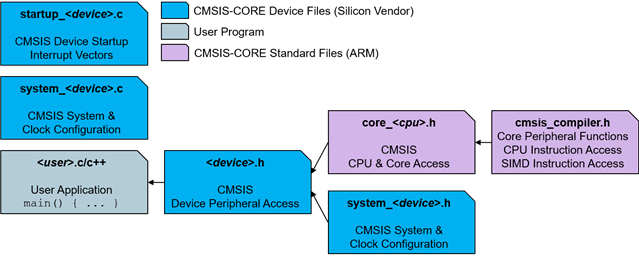 startup_<device>.c
CMSIS Device Startup
Interrupt Vectors
CMSIS-CORE Device Files (Silicon Vendor)
User Program
CMSIS-CORE Standard Files (ARM)
system_<device>.c
CMSIS System &
Clock Configuration
<user>.c/c++
User Application
main() { ... }
<device>.h
CMSIS
Device Peripheral Access
core_<cpu>.h
CMSIS
CPU & Core Access
cmsis_compiler.h
Core Peripheral Functions
CPU Instruction Access
SIMD Instruction Access
system_<device>.h
CMSIS System &
Clock Configuration